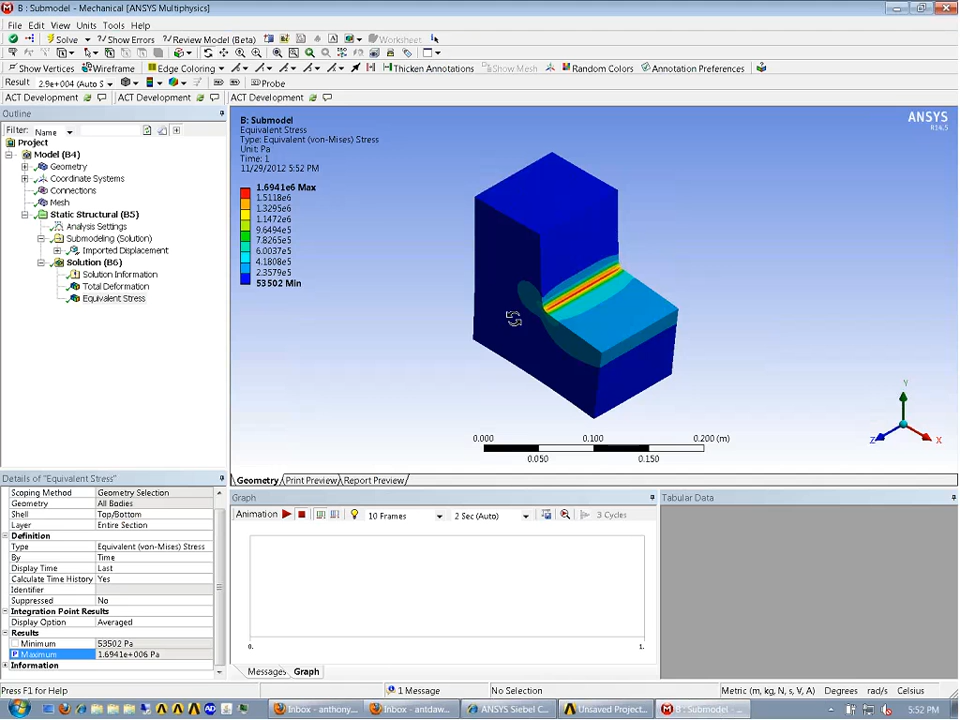 B : Submodel - Mechanical [ANSYS Multiphysics]
File Edit View Units Tools Help
Solve Show Errors Review Model (Beta) Worksheet
Show Vertices Wireframe Edge Coloring Thicken Annotations Show Mesh Random Colors Annotation Preferences
Result 2.9e+004 (Auto S Probe
ACT Development ACT Development ACT Development
Outline
Filter: Name
Project
Model (B4)
Geometry
Coordinate Systems
Connections
Mesh
Static Structural (B5)
Analysis Settings
Submodeling (Solution)
Imported Displacement
Solution (B6)
Solution Information
Total Deformation
Equivalent Stress
B: Submodel
Equivalent Stress
Type: Equivalent (von-Mises) Stress
Unit: Pa
Time: 1
11/29/2012 5:52 PM
1.6941e6 Max
1.5118e6
1.3295e6
1.1472e6
9.6494e5
7.8265e5
6.0037e5
4.1808e5
2.3579e5
53502 Min
ANSYS
R14.5
0.000 0.100 0.200 (m)
0.050 0.150
Y
Z X
Geometry Print Preview Report Preview
Details of "Equivalent Stress"
Scoping Method Geometry Selection
Geometry All Bodies
Shell Top/Bottom
Layer Entire Section
Definition
Type Equivalent (von-Mises) Stress
By Time
Display Time Last
Calculate Time History Yes
Identifier
Suppressed No
Integration Point Results
Display Option Averaged
Results
Minimum 53502 Pa
P Maximum 1.6941e+006 Pa
Information
Graph
Animation 10 Frames 2 Sec (Auto) 3 Cycles
0. 1.
Messages Graph
Tabular Data
Press F1 for Help 1 Message No Selection Metric (m, kg, N, s, V, A) Degrees rad/s Celsius
Inbox - anthony... Inbox - antdaw... ANSYS Siebel C... Unsaved Project... B : Submodel - ... 5:52 PM